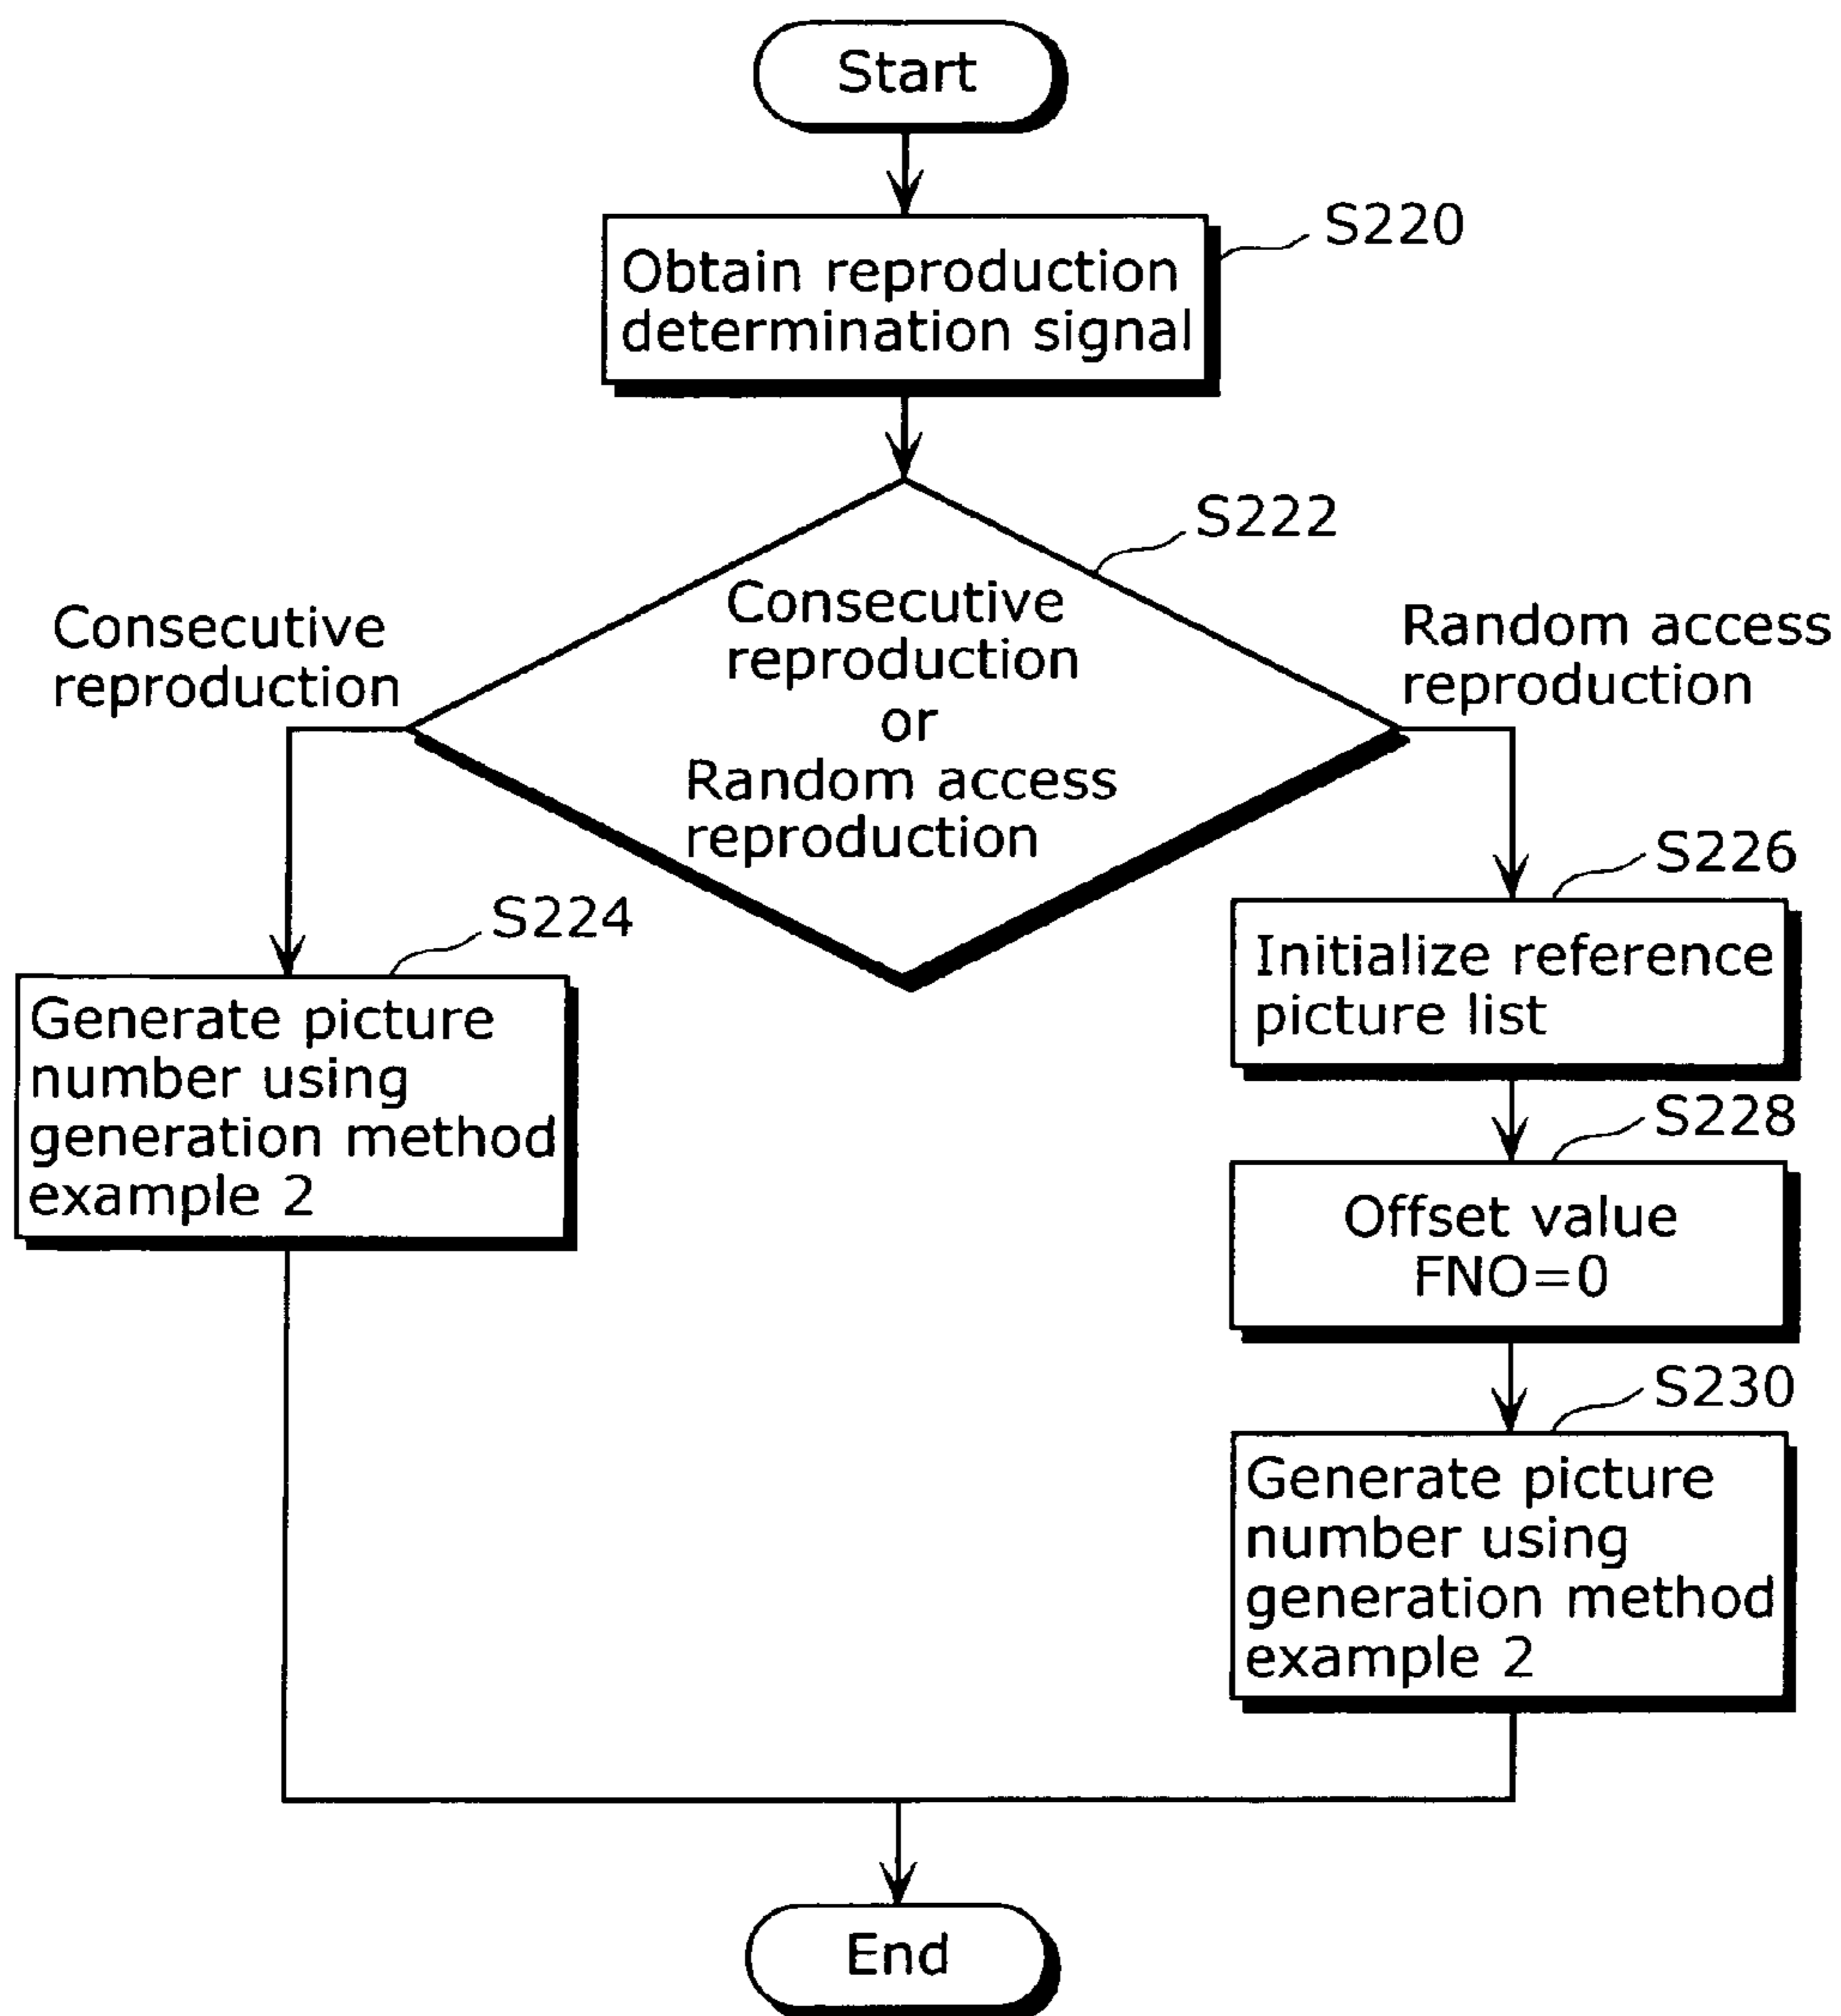 Start
S220
Obtain reproduction
determination signal
S222
Consecutive
reproduction
or
Random access
reproduction
Consecutive
reproduction
Random access
reproduction
S224
Generate picture
number using
generation method
example 2
S226
Initialize reference
picture list
S228
Offset value
FNO=0
S230
Generate picture
number using
generation method
example 2
End